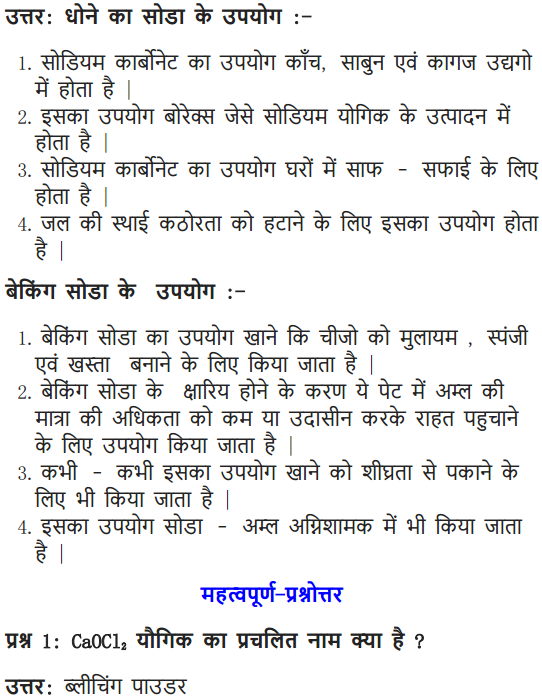 उत्तर: धोने का सोडा के उपयोग :-
1. सोडियम कार्बोनेट का उपयोग काँच, साबुन एवं कागज उद्यगो
में होता है |
2. इसका उपयोग बोरेक्स जेसे सोडियम योगिक के उत्पादन में
होता है |
3. सोडियम कार्बोनेट का उपयोग घरों में साफ - सफाई के लिए
होता है |
4. जल की स्थाई कठोरता को हटाने के लिए इसका उपयोग होता
है |
बेकिंग सोडा के उपयोग :-
1. बेकिंग सोडा का उपयोग खाने कि चीजो को मुलायम , स्पंजी
एवं खस्ता बनाने के लिए किया जाता है |
2. बेकिंग सोडा के क्षारिय होने के करण ये पेट में अम्ल की
मात्रा की अधिकता को कम या उदासीन करके राहत पहुचाने
के लिए उपयोग किया जाता है |
3. कभी - कभी इसका उपयोग खाने को शीघ्रता से पकाने के
लिए भी किया जाता है |
4. इसका उपयोग सोडा - अम्ल अग्निशामक में भी किया जाता
है |
महत्वपूर्ण-प्रश्नोत्तर
प्रश्न 1: CaOCl₂ यौगिक का प्रचलित नाम क्या है ?
उत्तर: ब्लीचिंग पाउडर